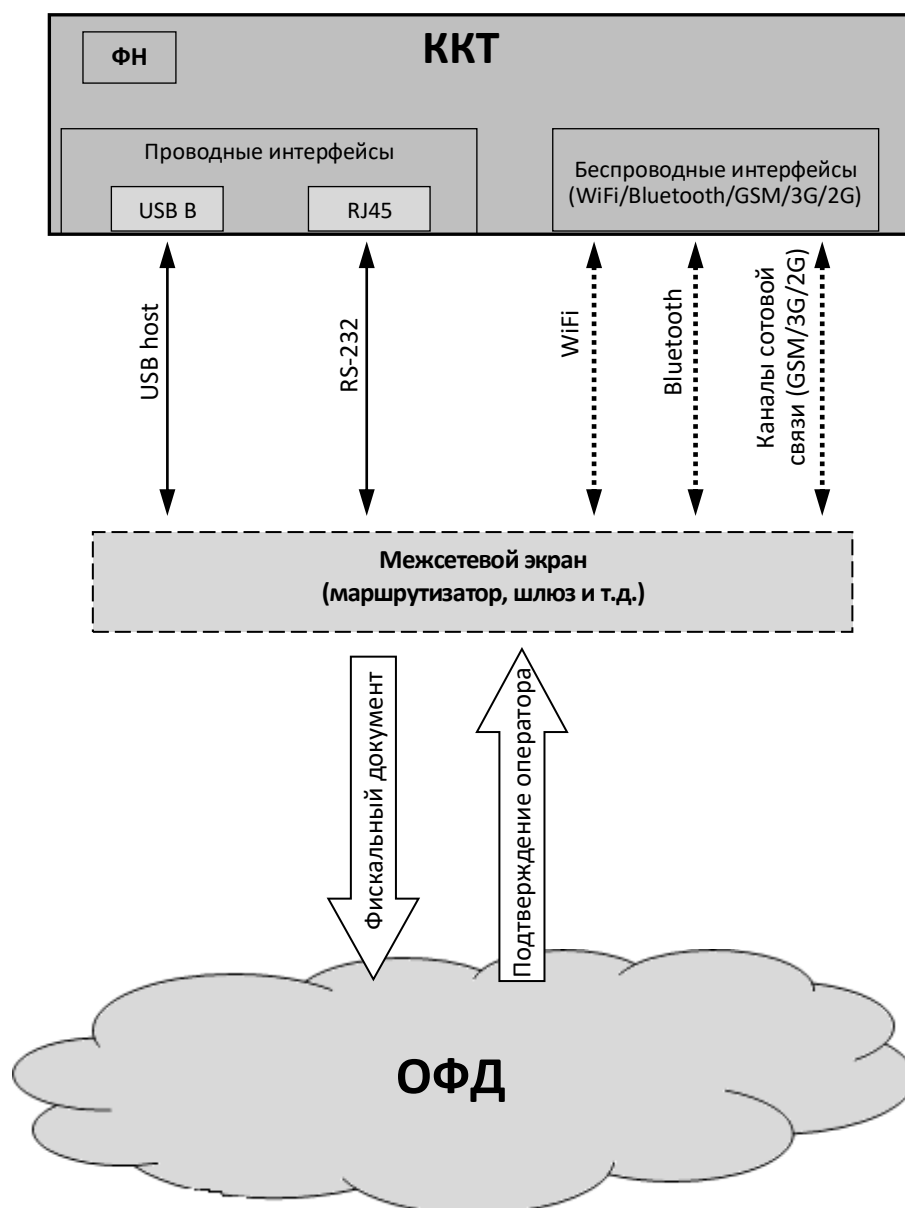 ККТ
ФН
Проводные интерфейсы
USB B
RJ45
Беспроводные интерфейсы
(WiFi/Bluetooth/GSM/3G/2G)
USB host
RS-232
WiFi
Bluetooth
Каналы сотовой
связи (GSM/3G/2G)
Межсетевой экран
(маршрутизатор, шлюз и т.д.)
Фискальный документ
Подтверждение оператора
ОФД